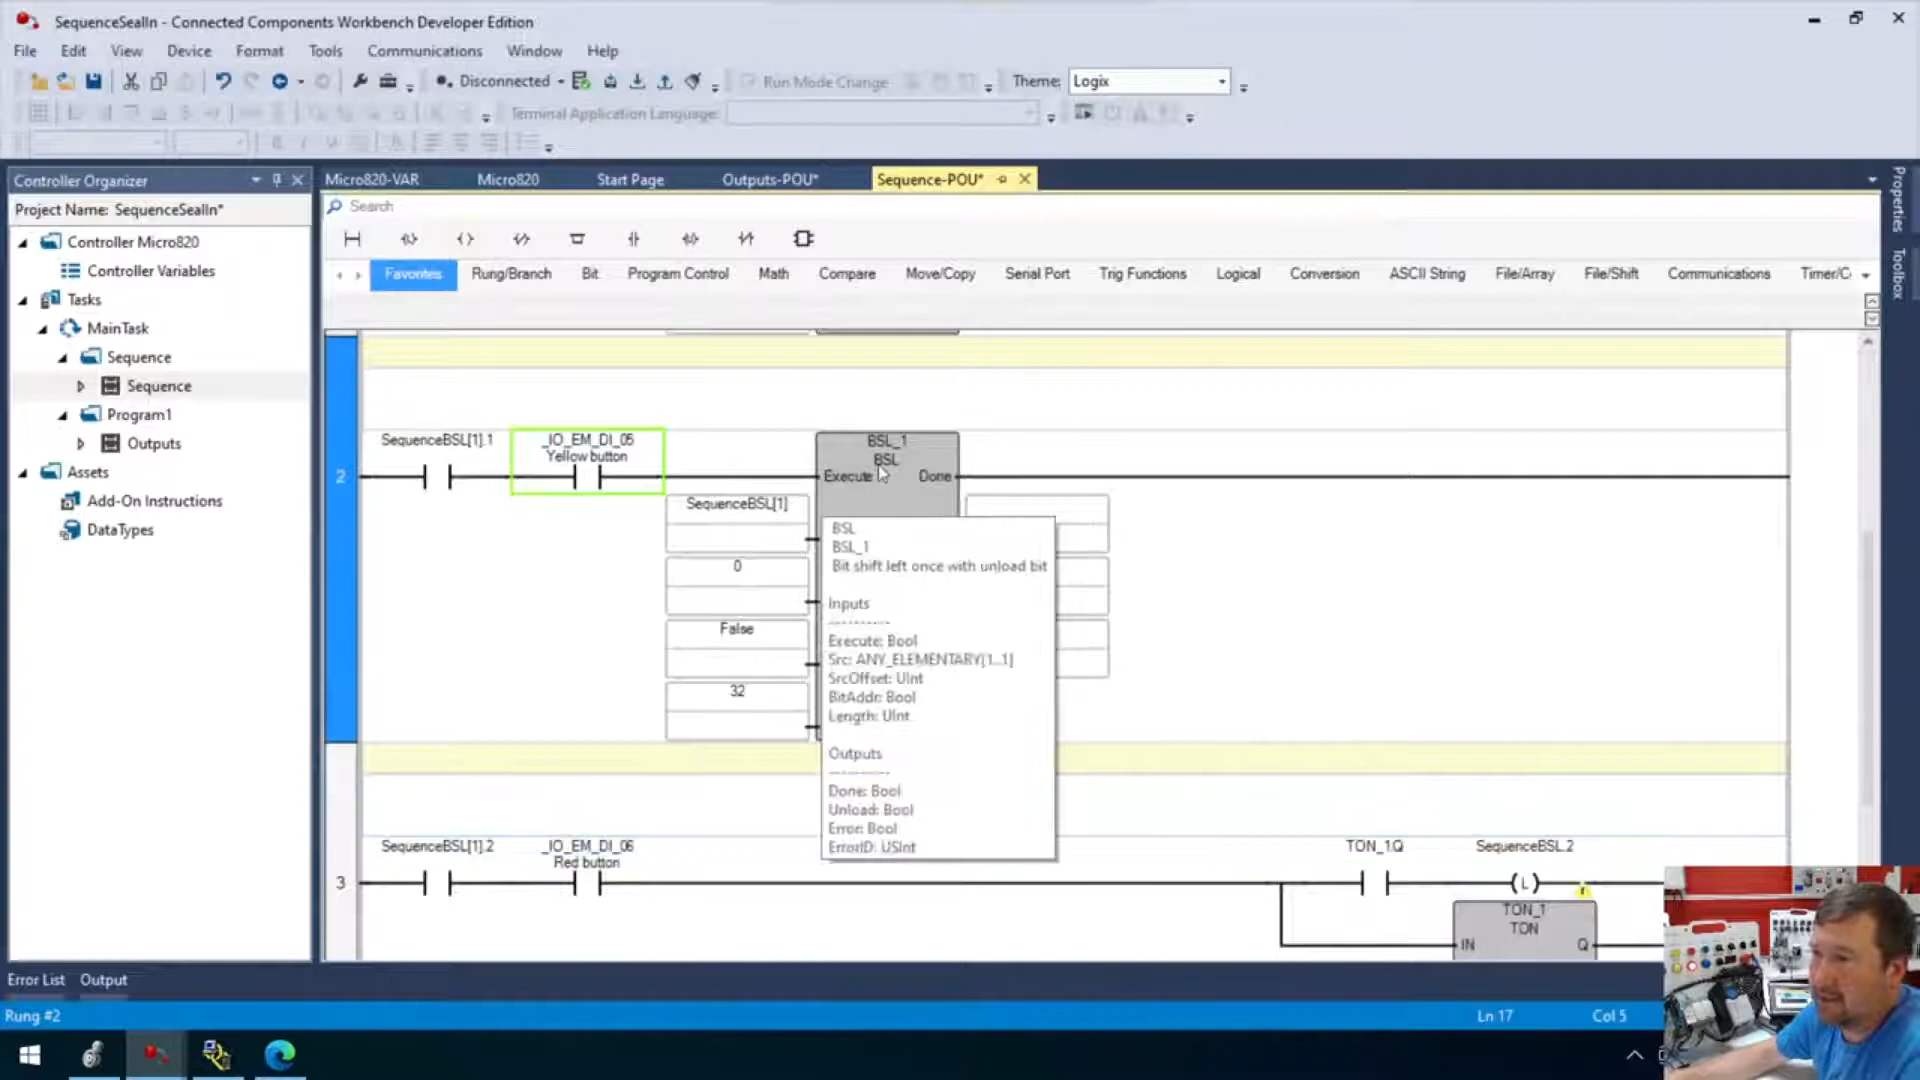 SequenceSealIn - Connected Components Workbench Developer Edition
File Edit View Device Format Tools Communications Window Help
Disconnected Run Mode Change Theme: Logix
Terminal Application Language:
Controller Organizer
Micro820-VAR Micro820 Start Page Outputs-POU* Sequence-POU*
Properties
Toolbox
Project Name: SequenceSealIn*
Search
Controller Micro820
Controller Variables
Tasks
MainTask
Sequence
Sequence
Program1
Outputs
Assets
Add-On Instructions
DataTypes
Favorites Rung/Branch Bit Program Control Math Compare Move/Copy Serial Port Trig Functions Logical Conversion ASCII String File/Array File/Shift Communications Timer/C
2
SequenceBSL[1].1
_IO_EM_DI_05
Yellow button
BSL_1
BSL
Execute Done
SequenceBSL[1]
0
False
32
BSL
BSL_1
Bit shift left once with unload bit
Inputs
----------
Execute: Bool
Src: ANY_ELEMENTARY[1..1]
SrcOffset: UInt
BitAddr: Bool
Length: UInt
Outputs
----------
Done: Bool
Unload: Bool
Error: Bool
ErrorID: USInt
3
SequenceBSL[1].2
_IO_EM_DI_06
Red button
TON_1.Q
SequenceBSL.2
L
TON_1
TON
IN Q
Error List Output
Rung #2
Ln 17 Col 5